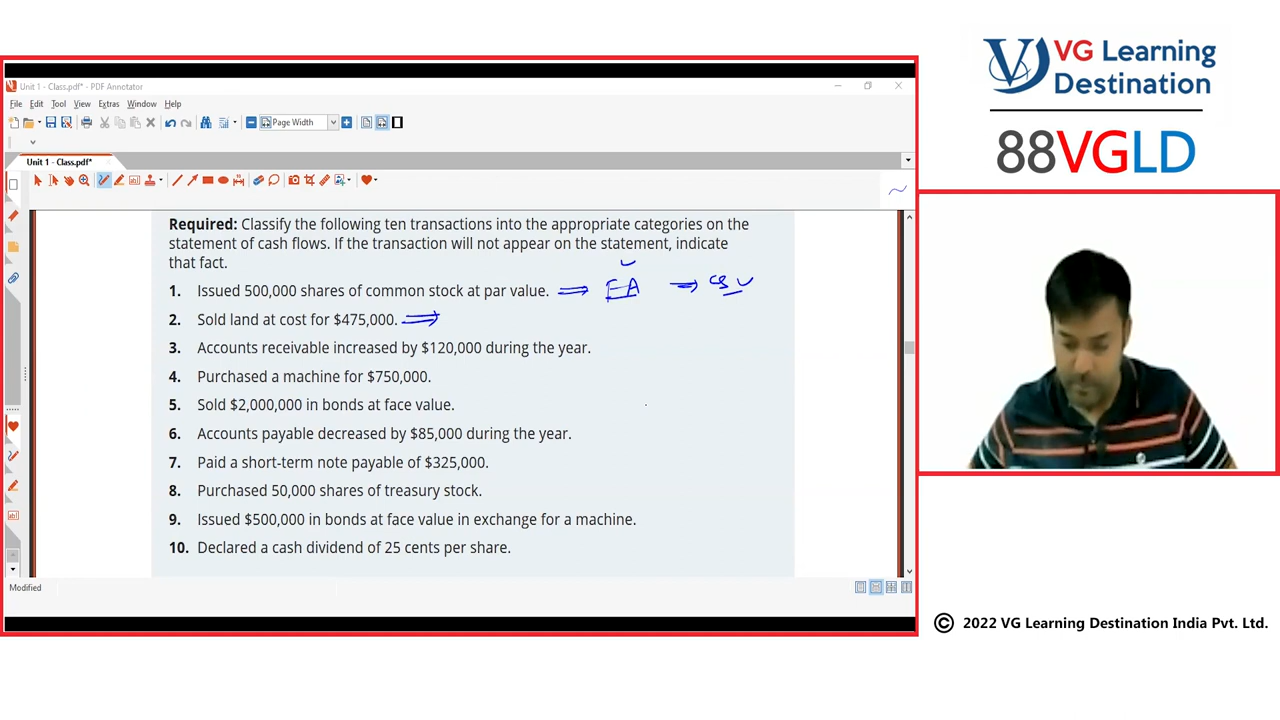 VG Learning
Destination
88VGLD
Unit 1 - Class.pdf* - PDF Annotator
File Edit Tool View Extras Window Help
Page Width
Unit 1 - Class.pdf*
Required: Classify the following ten transactions into the appropriate categories on the
statement of cash flows. If the transaction will not appear on the statement, indicate
that fact.
1. Issued 500,000 shares of common stock at par value. ⇒ FA → CS ✓
2. Sold land at cost for $475,000. ⇒
3. Accounts receivable increased by $120,000 during the year.
4. Purchased a machine for $750,000.
5. Sold $2,000,000 in bonds at face value.
6. Accounts payable decreased by $85,000 during the year.
7. Paid a short-term note payable of $325,000.
8. Purchased 50,000 shares of treasury stock.
9. Issued $500,000 in bonds at face value in exchange for a machine.
10. Declared a cash dividend of 25 cents per share.
Modified
© 2022 VG Learning Destination India Pvt. Ltd.